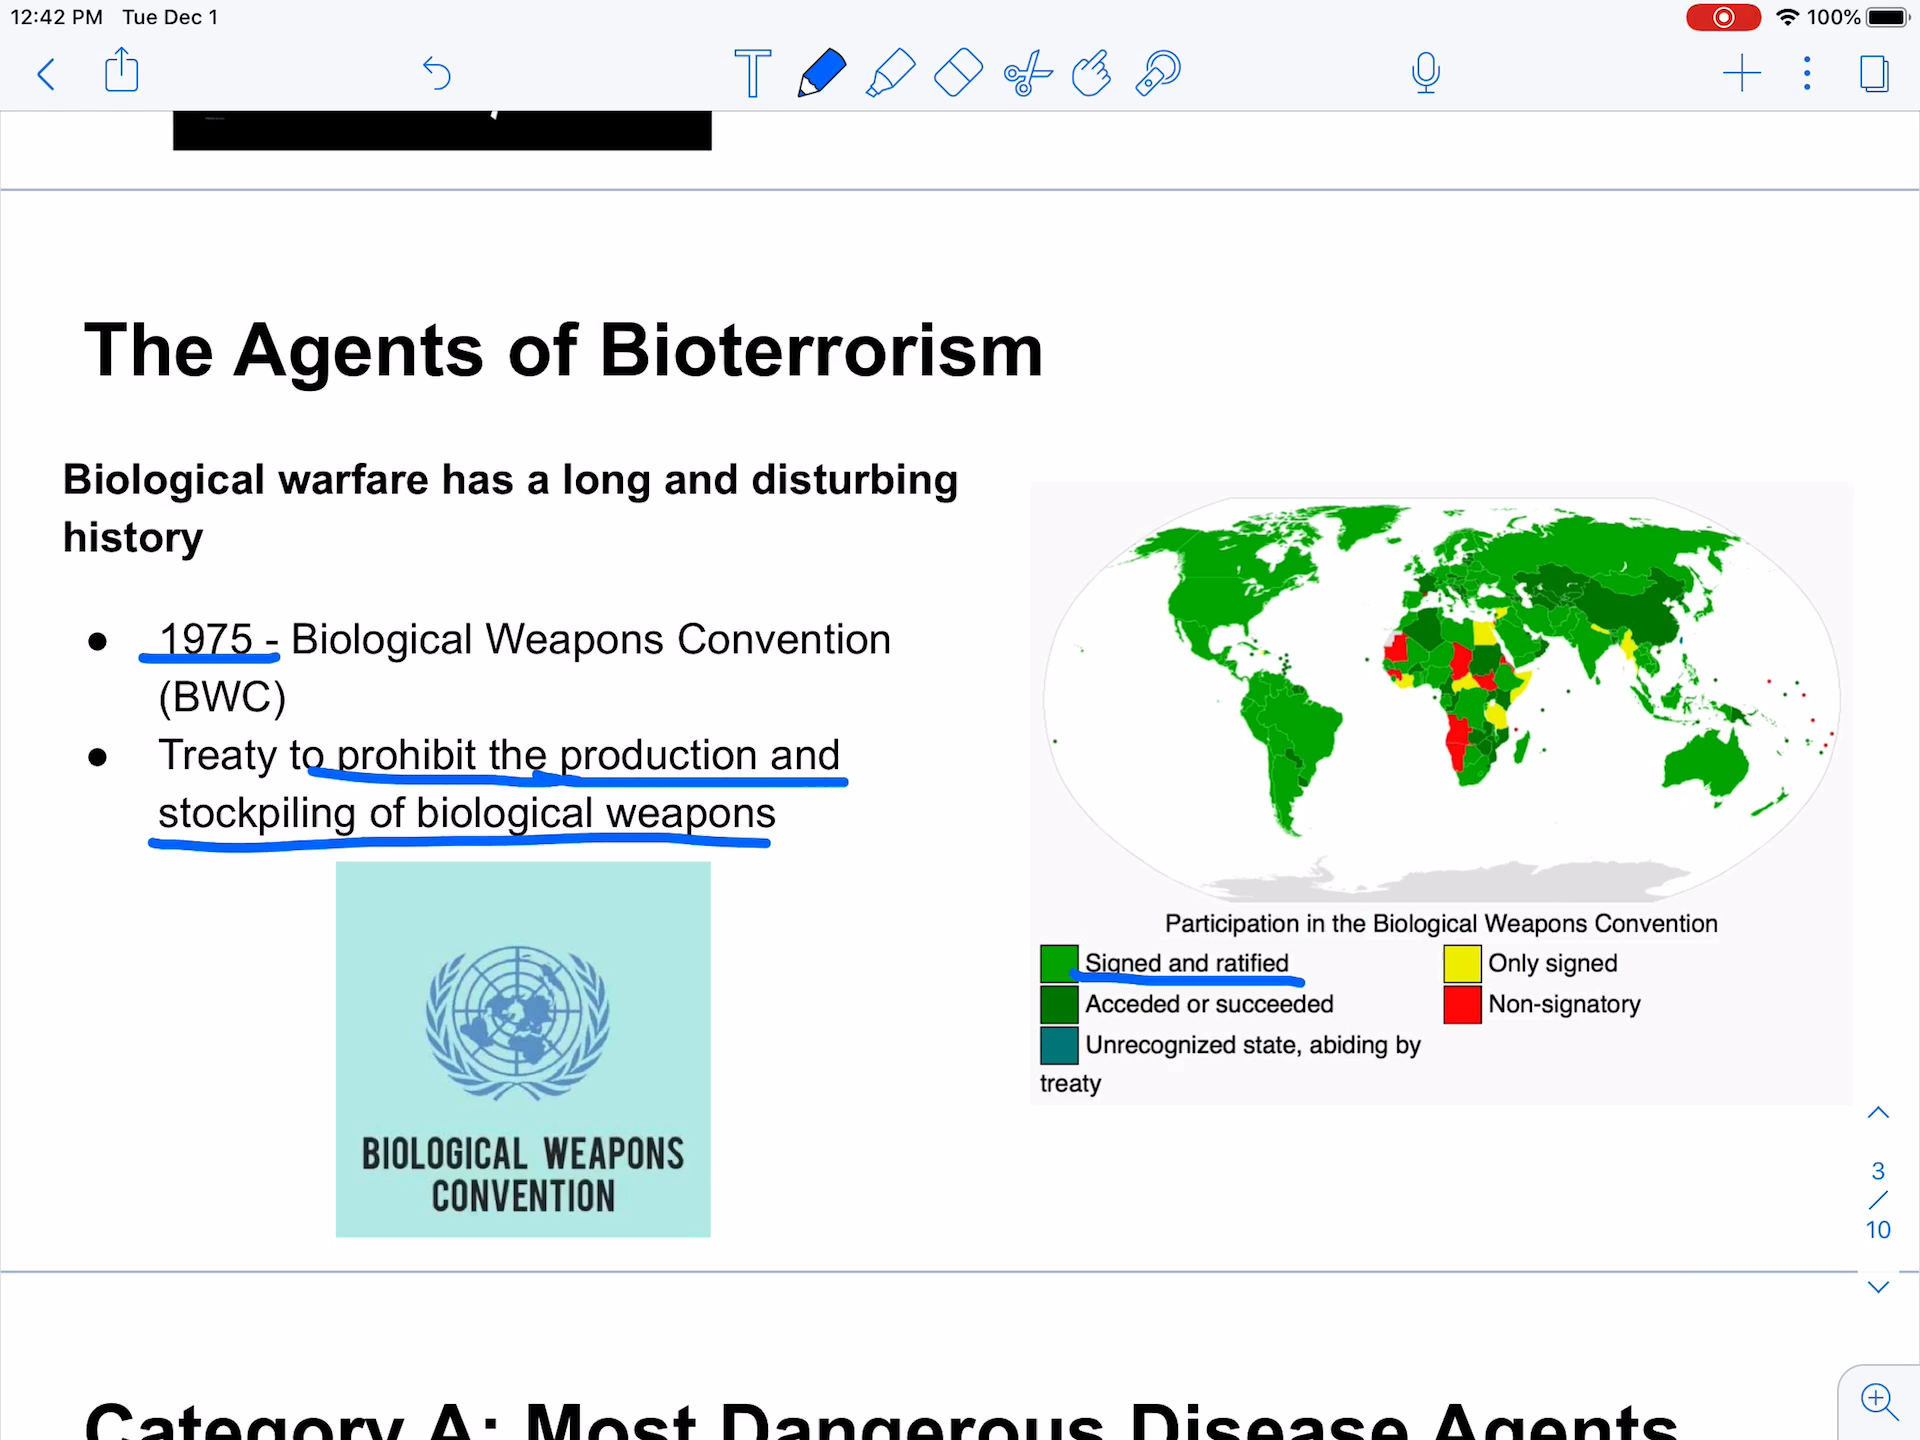 12:42 PM Tue Dec 1
100%
The Agents of Bioterrorism
Biological warfare has a long and disturbing
history
● 1975 - Biological Weapons Convention
(BWC)
● Treaty to prohibit the production and
stockpiling of biological weapons
BIOLOGICAL WEAPONS
CONVENTION
Participation in the Biological Weapons Convention
Signed and ratified
Only signed
Acceded or succeeded
Non-signatory
Unrecognized state, abiding by
treaty
3
/
10
Category A: Most Dangerous Disease Agents